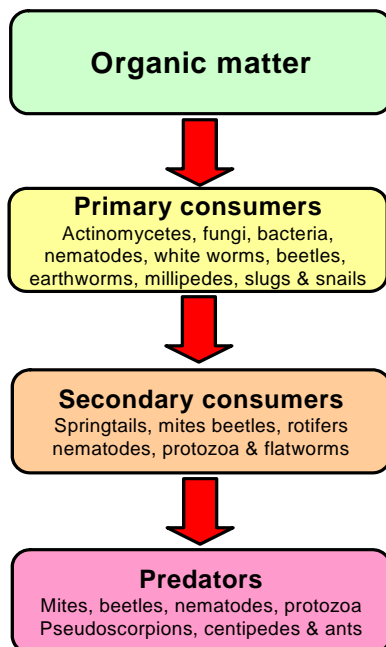 Organic matter
Primary consumers
Actinomycetes, fungi, bacteria,
nematodes, white worms, beetles,
earthworms, millipedes, slugs & snails
Secondary consumers
Springtails, mites beetles, rotifers
nematodes, protozoa & flatworms
Predators
Mites, beetles, nematodes, protozoa
Pseudoscorpions, centipedes & ants